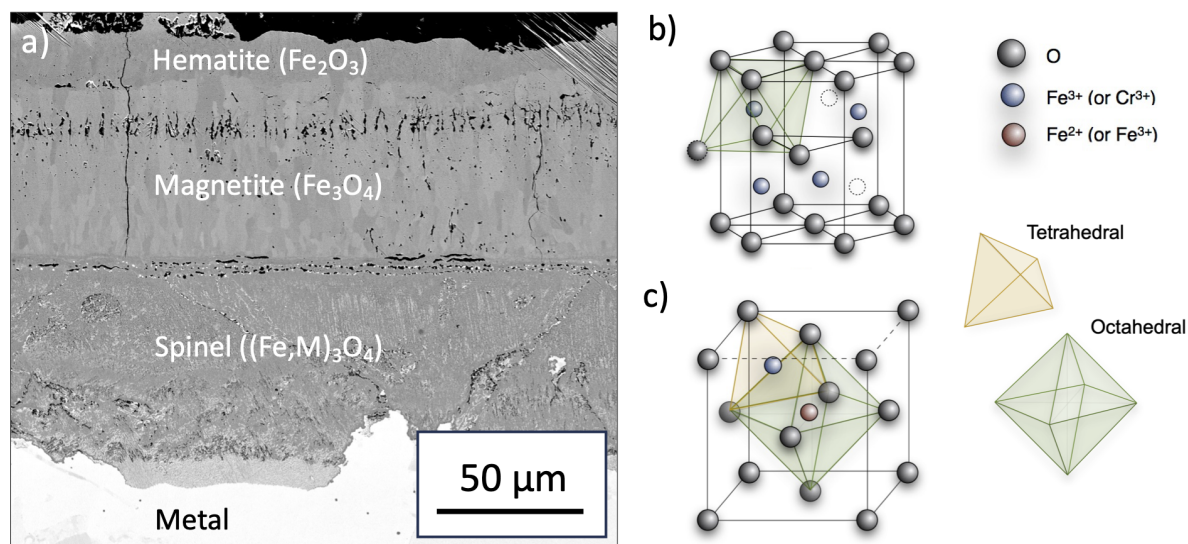 a)
Hematite (Fe₂O₃)
Magnetite (Fe₃O₄)
Spinel ((Fe,M)₃O₄)
Metal
50 μm
b)
O
Fe³⁺ (or Cr³⁺)
Fe²⁺ (or Fe³⁺)
Tetrahedral
c)
Octahedral